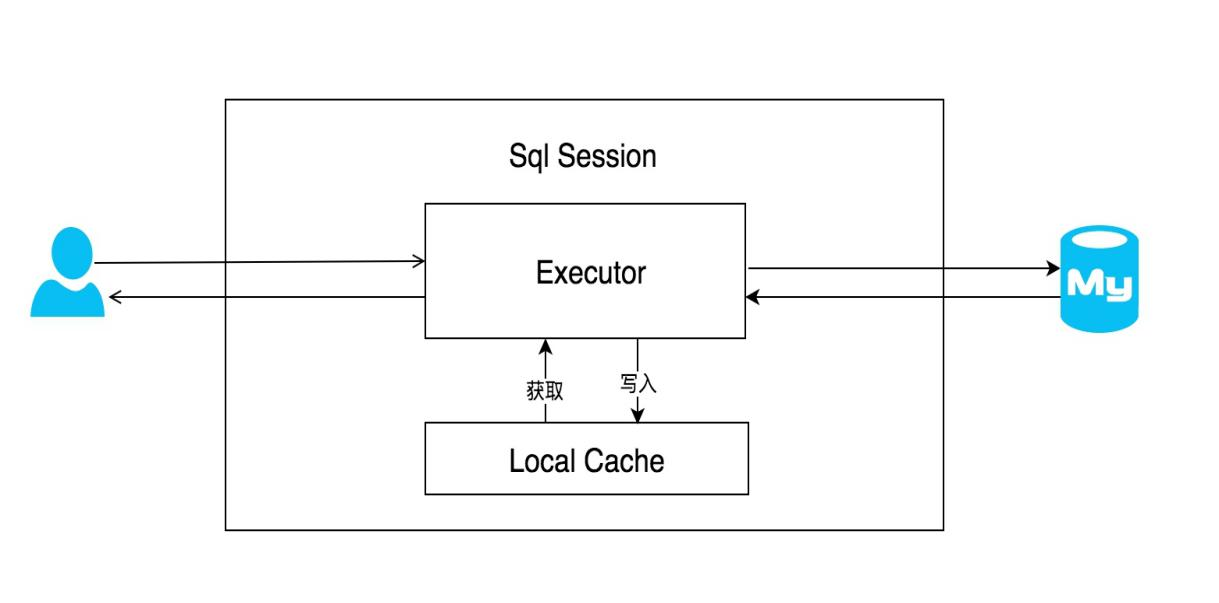 Sql Session
Executor
My
获取
写入
Local Cache